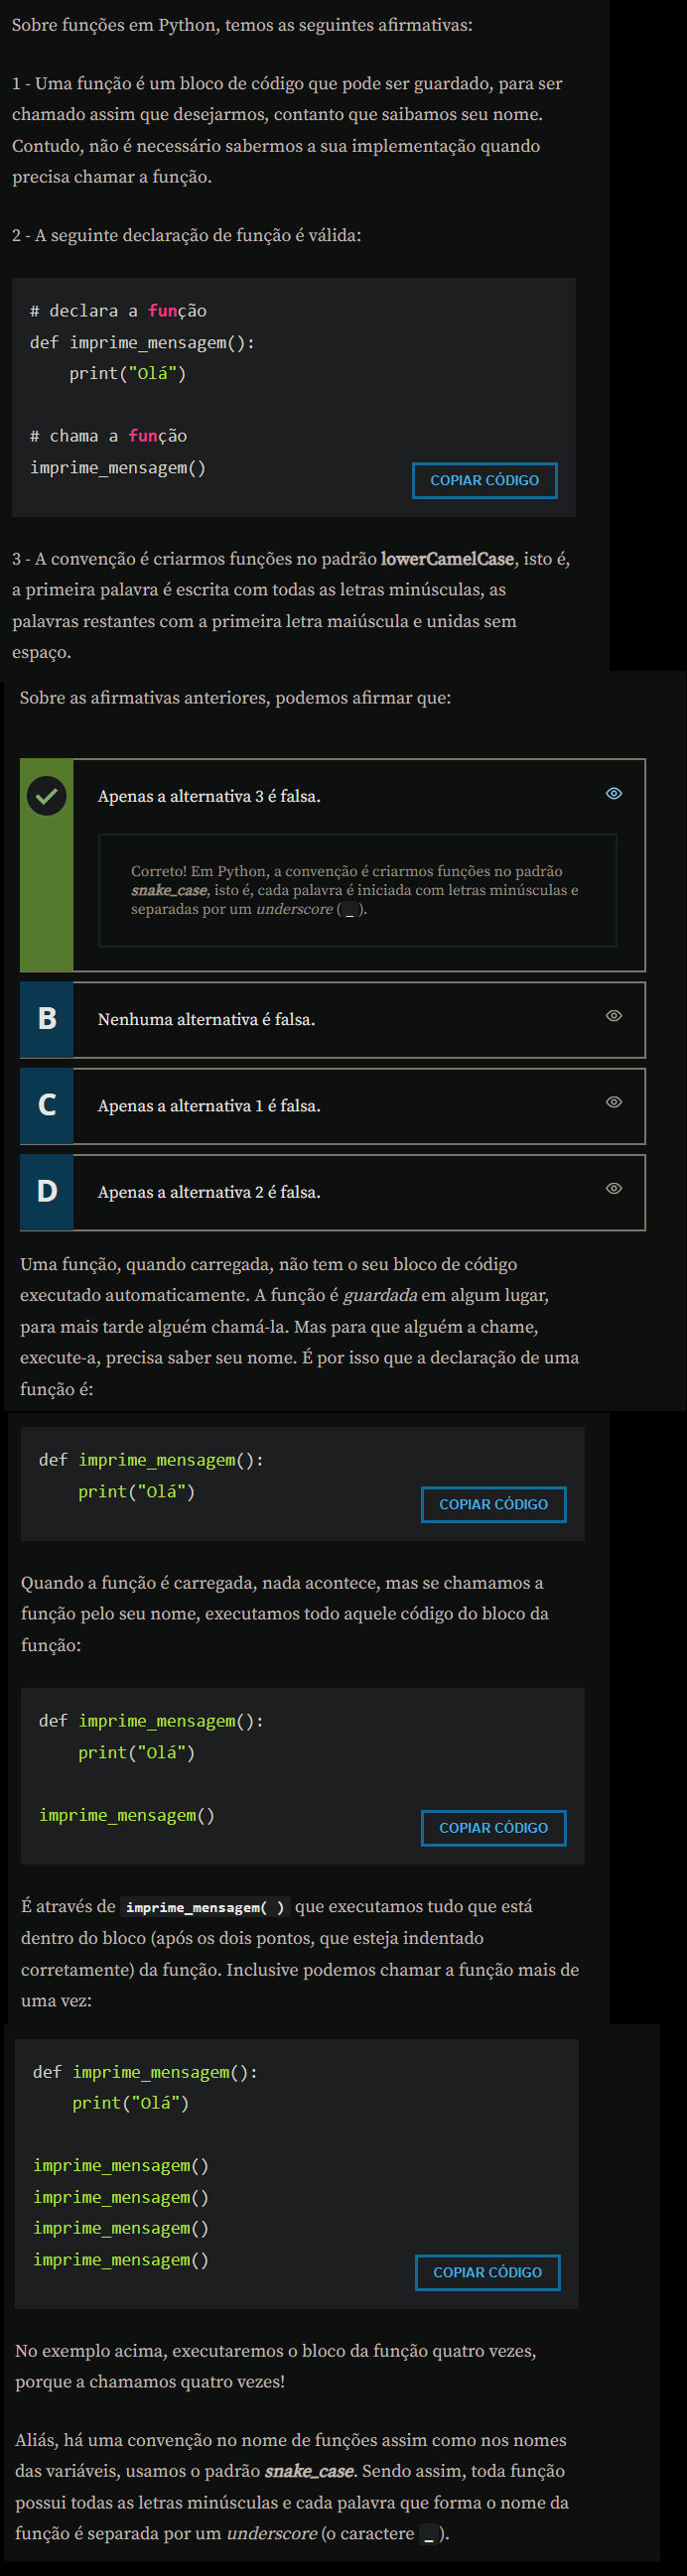 Sobre funções em Python, temos as seguintes afirmativas:
1 - Uma função é um bloco de código que pode ser guardado, para ser
chamado assim que desejarmos, contanto que saibamos seu nome.
Contudo, não é necessário sabermos a sua implementação quando
precisa chamar a função.
2 - A seguinte declaração de função é válida:
# declara a função
def imprime_mensagem():
    print("Olá")
# chama a função
imprime_mensagem()
COPIAR CÓDIGO
3 - A convenção é criarmos funções no padrão lowerCamelCase, isto é,
a primeira palavra é escrita com todas as letras minúsculas, as
palavras restantes com a primeira letra maiúscula e unidas sem
espaço.
Sobre as afirmativas anteriores, podemos afirmar que:
Apenas a alternativa 3 é falsa.
Correto! Em Python, a convenção é criarmos funções no padrão
snake_case, isto é, cada palavra é iniciada com letras minúsculas e
separadas por um underscore ( _ ).
B Nenhuma alternativa é falsa.
C Apenas a alternativa 1 é falsa.
D Apenas a alternativa 2 é falsa.
Uma função, quando carregada, não tem o seu bloco de código
executado automaticamente. A função é guardada em algum lugar,
para mais tarde alguém chamá-la. Mas para que alguém a chame,
execute-a, precisa saber seu nome. É por isso que a declaração de uma
função é:
def imprime_mensagem():
    print("Olá")
COPIAR CÓDIGO
Quando a função é carregada, nada acontece, mas se chamamos a
função pelo seu nome, executamos todo aquele código do bloco da
função:
def imprime_mensagem():
    print("Olá")
imprime_mensagem()
COPIAR CÓDIGO
É através de imprime_mensagem( ) que executamos tudo que está
dentro do bloco (após os dois pontos, que esteja indentado
corretamente) da função. Inclusive podemos chamar a função mais de
uma vez:
def imprime_mensagem():
    print("Olá")
imprime_mensagem()
imprime_mensagem()
imprime_mensagem()
imprime_mensagem()
COPIAR CÓDIGO
No exemplo acima, executaremos o bloco da função quatro vezes,
porque a chamamos quatro vezes!
Aliás, há uma convenção no nome de funções assim como nos nomes
das variáveis, usamos o padrão snake_case. Sendo assim, toda função
possui todas as letras minúsculas e cada palavra que forma o nome da
função é separada por um underscore (o caractere _ ).